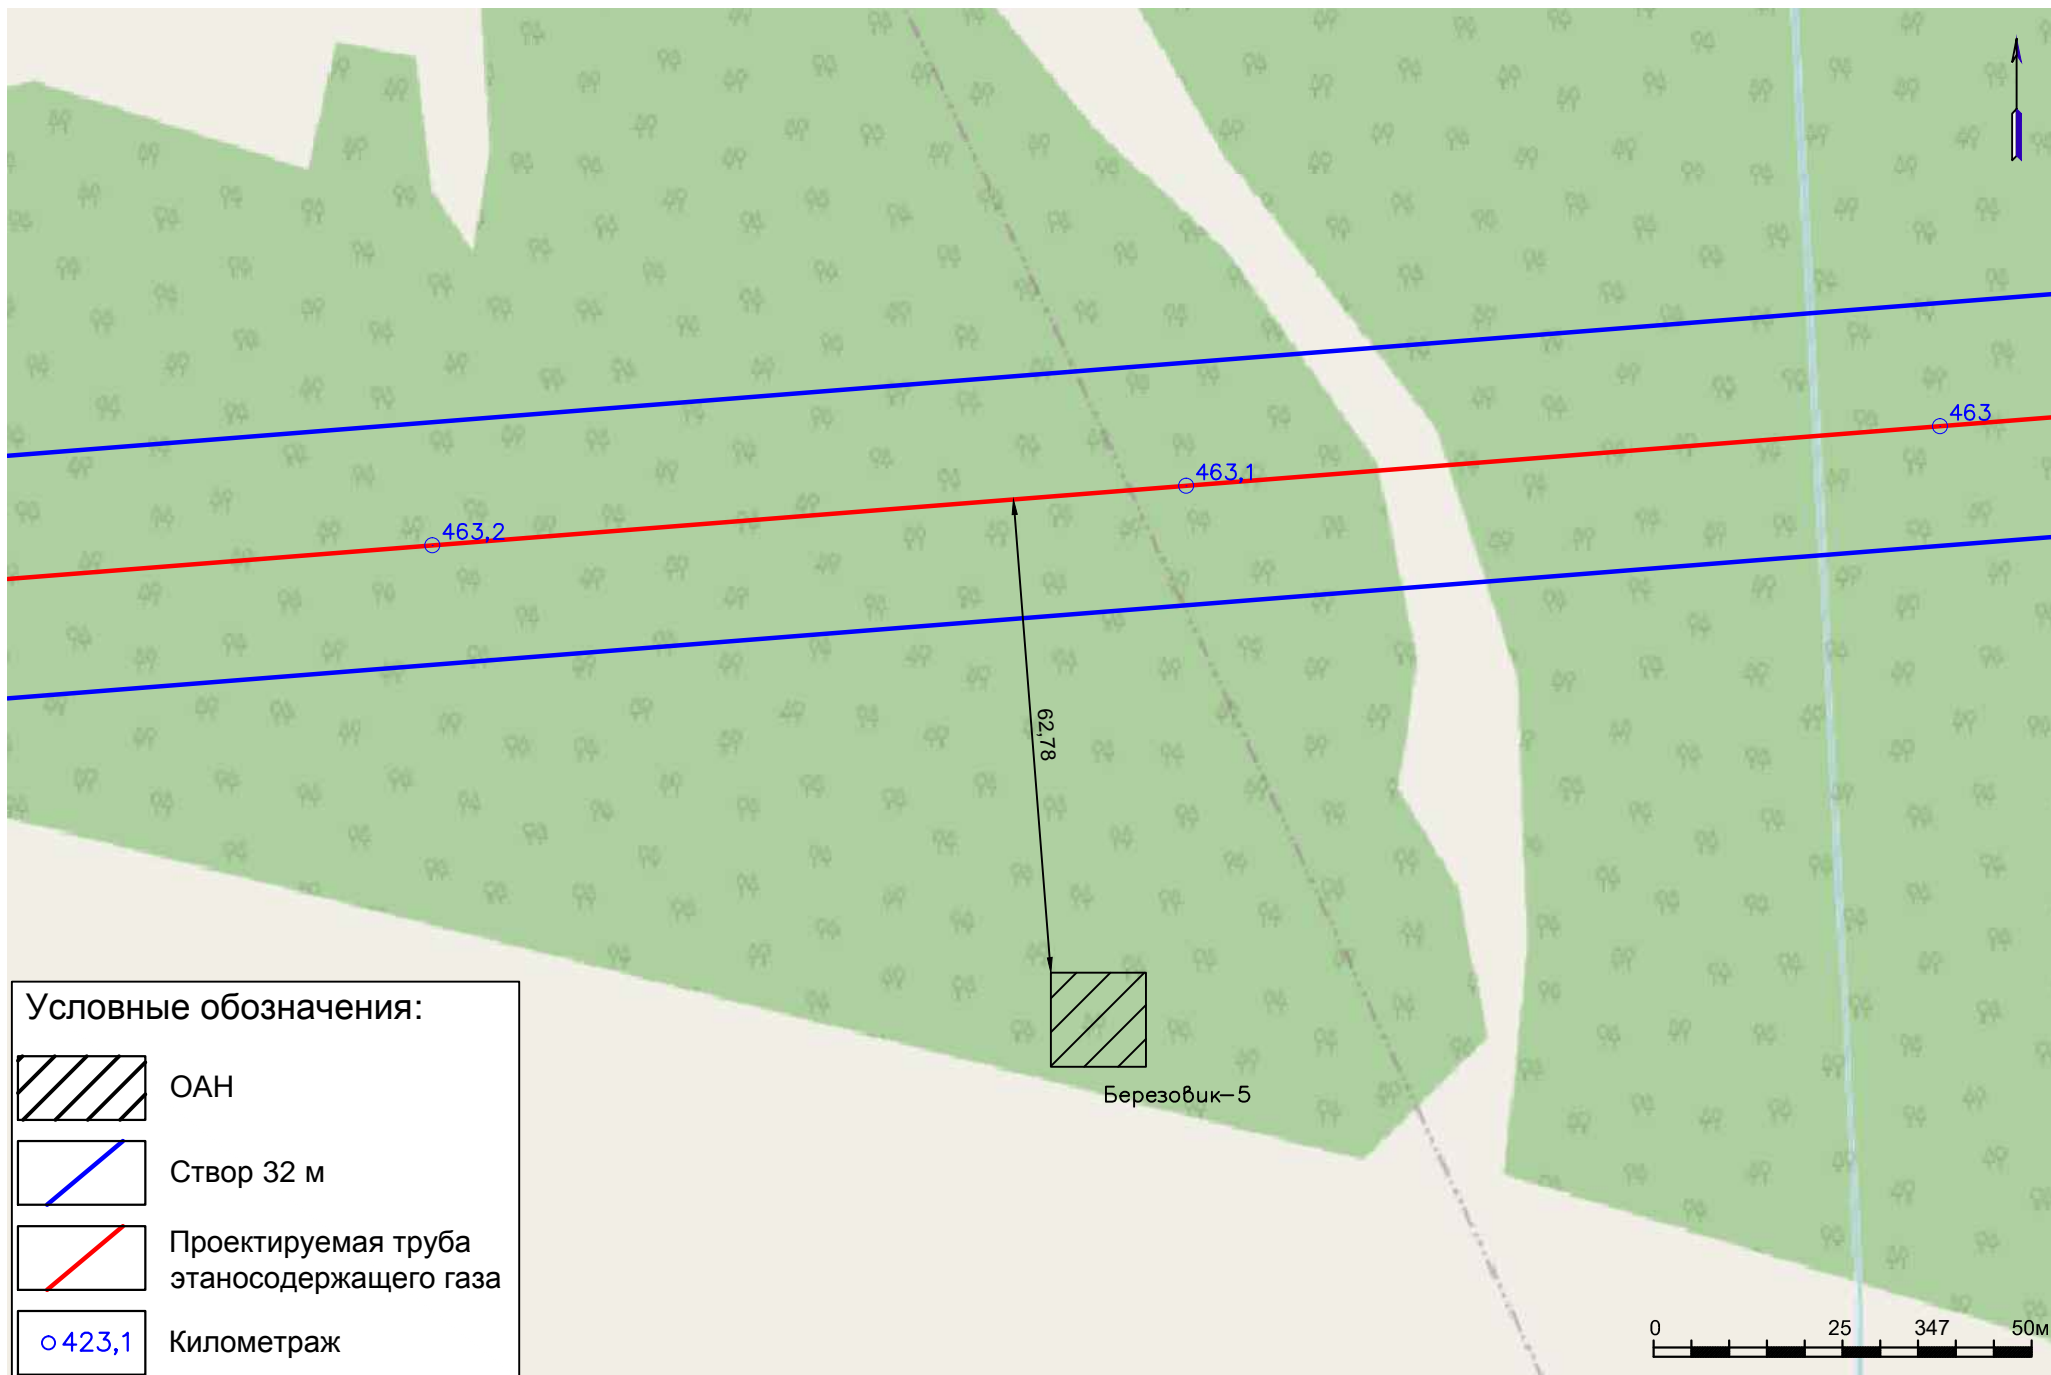 463
463,1
463,2
62,78
Березовик-5
Условные обозначения:
ОАН
Створ 32 м
Проектируемая труба
этаносодержащего газа
423,1 Километраж
0 25 347 50м